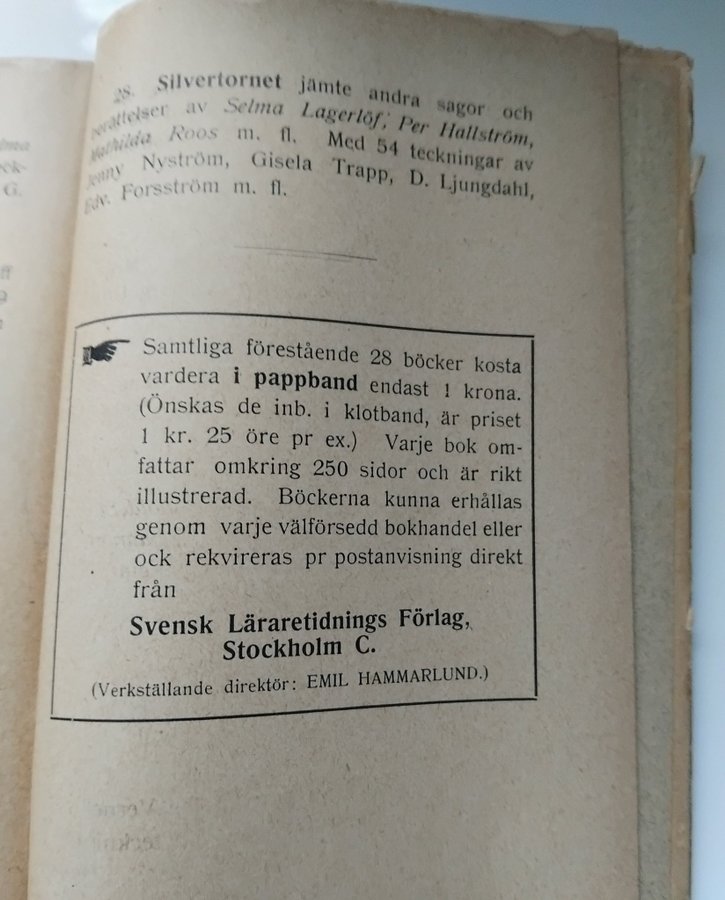 28. Silvertornet jämte andra sagor och
berättelser av Selma Lagerlöf, Per Hallström,
Mathilda Roos m. fl. Med 54 teckningar av
Jenny Nyström, Gisela Trapp, D. Ljungdahl,
Edv. Forsström m. fl.
Samtliga förestående 28 böcker kosta
vardera i pappband endast 1 krona.
(Önskas de inb. i klotband, är priset
1 kr. 25 öre pr ex.) Varje bok om-
fattar omkring 250 sidor och är rikt
illustrerad. Böckerna kunna erhållas
genom varje välförsedd bokhandel eller
ock rekvireras pr postanvisning direkt
från
Svensk Läraretidnings Förlag,
Stockholm C.
(Verkställande direktör: EMIL HAMMARLUND.)